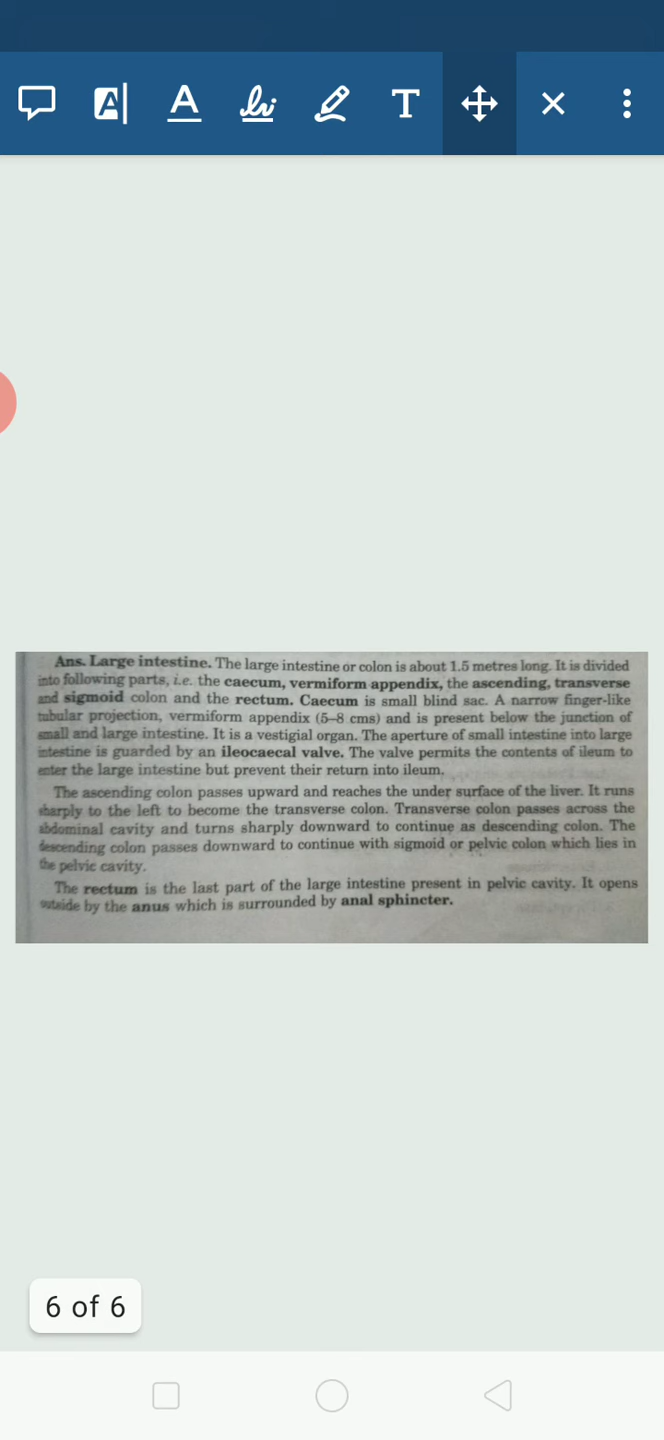 Ans. Large intestine. The large intestine or colon is about 1.5 metres long. It is divided
into following parts, i.e. the caecum, vermiform appendix, the ascending, transverse
and sigmoid colon and the rectum. Caecum is small blind sac. A narrow finger-like
tubular projection, vermiform appendix (5–8 cms) and is present below the junction of
small and large intestine. It is a vestigial organ. The aperture of small intestine into large
intestine is guarded by an ileocaecal valve. The valve permits the contents of ileum to
enter the large intestine but prevent their return into ileum.
The ascending colon passes upward and reaches the under surface of the liver. It runs
sharply to the left to become the transverse colon. Transverse colon passes across the
abdominal cavity and turns sharply downward to continue as descending colon. The
descending colon passes downward to continue with sigmoid or pelvic colon which lies in
the pelvic cavity.
The rectum is the last part of the large intestine present in pelvic cavity. It opens
outside by the anus which is surrounded by anal sphincter.
6 of 6